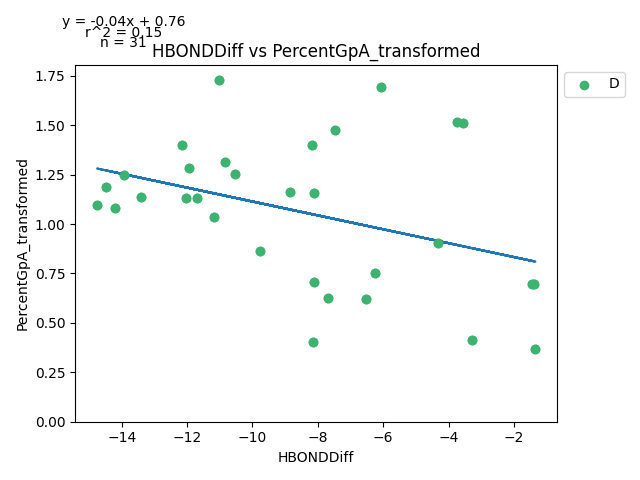 y = -0.04x + 0.76
r^2 = 0.15
n = 31
HBONDDiff vs PercentGpA_transformed
D
PercentGpA_transformed
1.75
1.50
1.25
1.00
0.75
0.50
0.25
0.00
−14 −12 −10 −8 −6 −4 −2
HBONDDiff